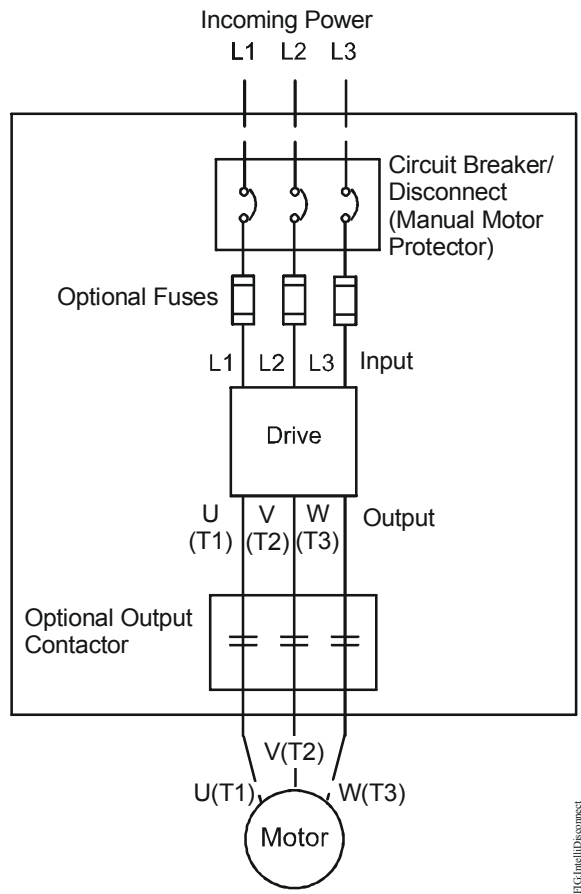 Incoming Power
L1 L2 L3
Circuit Breaker/
Disconnect
(Manual Motor
Protector)
Optional Fuses
L1 L2 L3 Input
Drive
U V W Output
(T1) (T2) (T3)
Optional Output
Contactor
V(T2)
U(T1) W(T3)
Motor
FIG:IntelliDisconnect